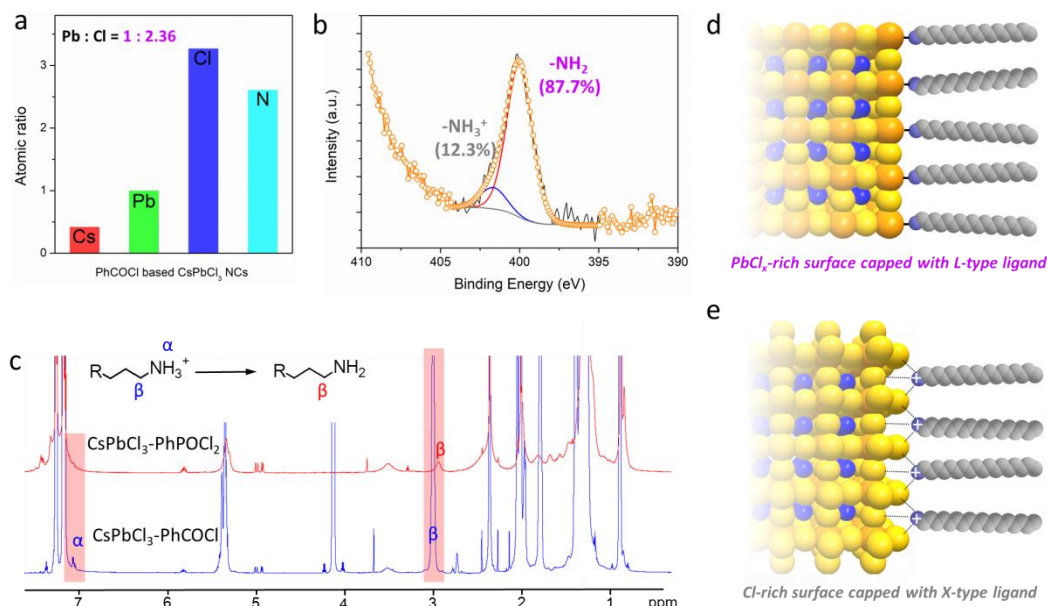 a
Pb : Cl = 1 : 2.36
Atomic ratio
3
2
1
0
Cs
Pb
Cl
N
PhCOCl based CsPbCl₃ NCs
b
-NH₂
(87.7%)
-NH₃⁺
(12.3%)
Intensity (a.u.)
410 405 400 395 390
Binding Energy (eV)
c
α
R NH₃⁺ R NH₂
β β
CsPbCl₃-PhPOCl₂
β
CsPbCl₃-PhCOCl
α
β
7 6 5 4 3 2 1 ppm
d
PbClₓ-rich surface capped with L-type ligand
e
+
+
+
+
Cl-rich surface capped with X-type ligand